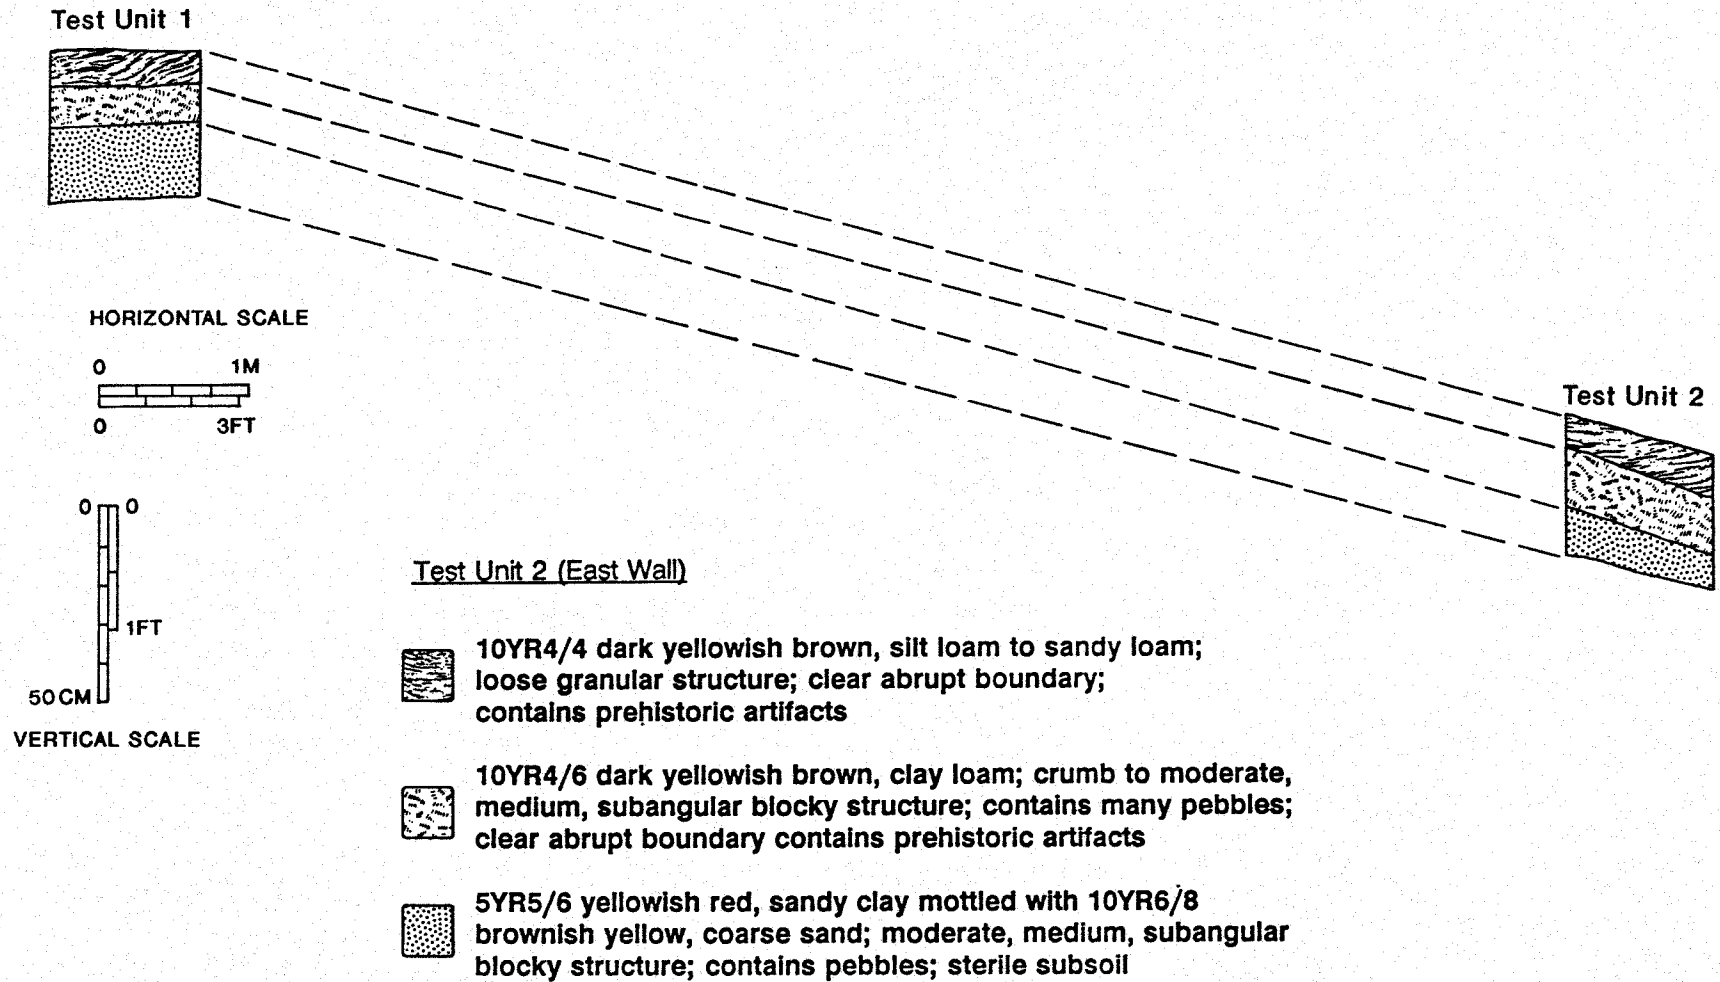 Test Unit 1
HORIZONTAL SCALE
0 1M
0 3FT
Test Unit 2
0 0
1FT
50 CM
VERTICAL SCALE
Test Unit 2 (East Wall)
10YR4/4 dark yellowish brown, silt loam to sandy loam;
loose granular structure; clear abrupt boundary;
contains prehistoric artifacts
10YR4/6 dark yellowish brown, clay loam; crumb to moderate,
medium, subangular blocky structure; contains many pebbles;
clear abrupt boundary contains prehistoric artifacts
5YR5/6 yellowish red, sandy clay mottled with 10YR6/8
brownish yellow, coarse sand; moderate, medium, subangular
blocky structure; contains pebbles; sterile subsoil